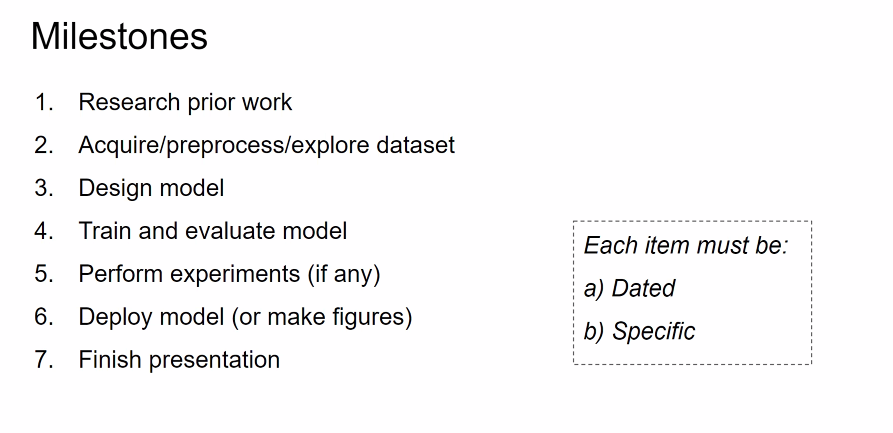 Milestones
1. Research prior work
2. Acquire/preprocess/explore dataset
3. Design model
4. Train and evaluate model
5. Perform experiments (if any)
6. Deploy model (or make figures)
7. Finish presentation
Each item must be:
a) Dated
b) Specific